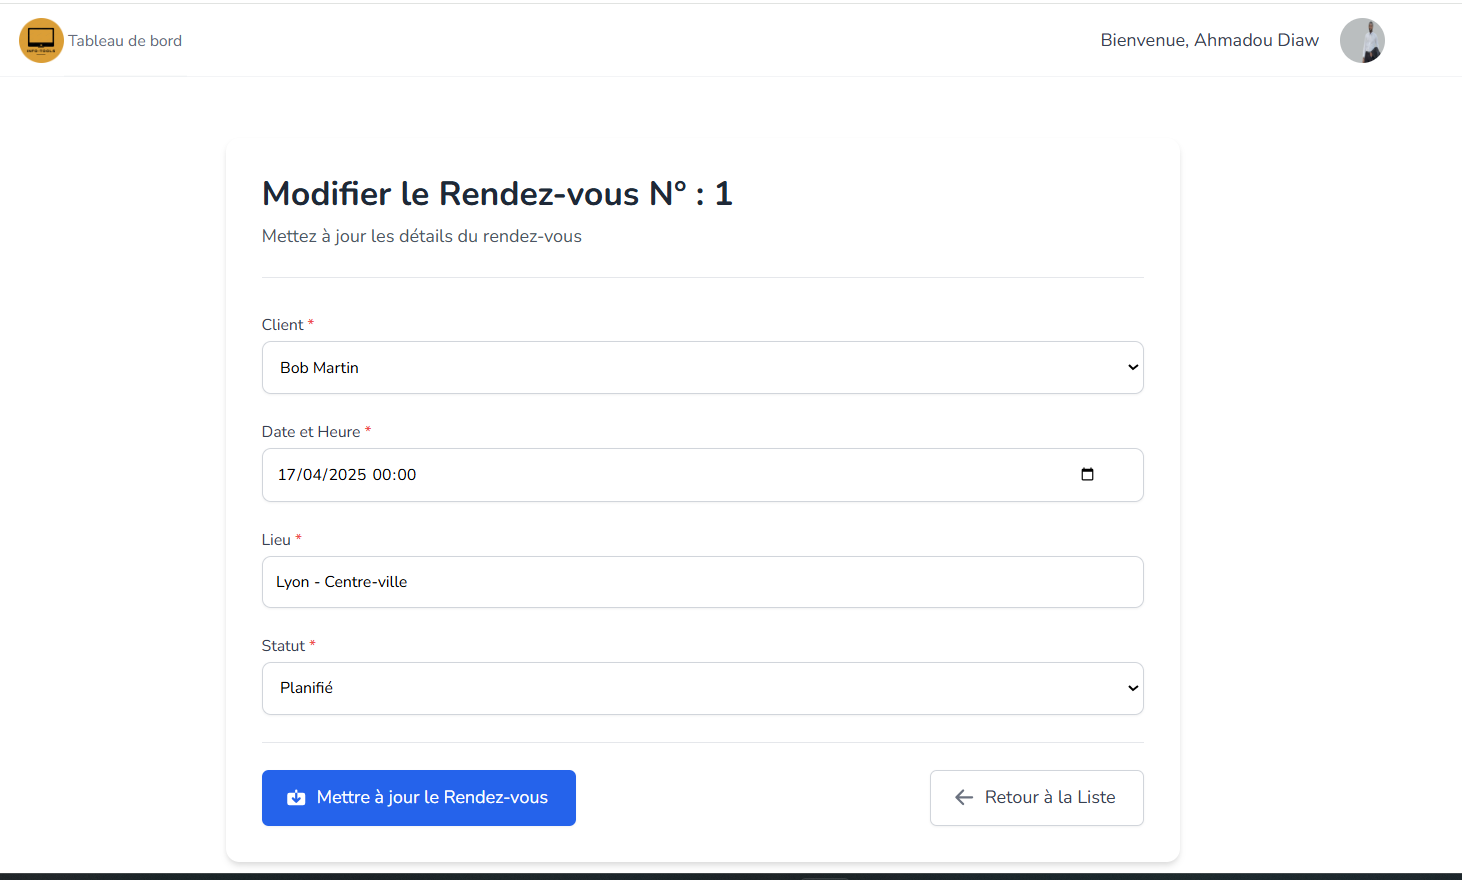 INFO-TOOLS
Tableau de bord
Bienvenue, Ahmadou Diaw
Modifier le Rendez-vous N° : 1
Mettez à jour les détails du rendez-vous
Client *
Bob Martin
Date et Heure *
17/04/2025 00:00
Lieu *
Lyon - Centre-ville
Statut *
Planifié
Mettre à jour le Rendez-vous
Retour à la Liste